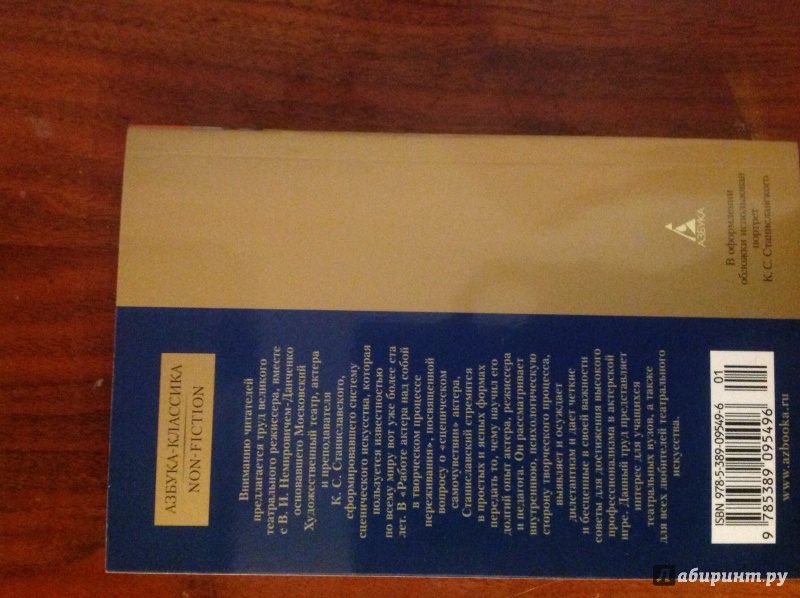 АЗБУКА-КЛАССИКА
NON-FICTION
Вниманию читателей
предлагается труд великого
театрального режиссера, вместе
с В. И. Немировичем-Данченко
основавшего Московский
Художественный театр, актера
и преподавателя
К. С. Станиславского,
сформировавшего систему
сценического искусства, которая
пользуется известностью
по всему миру вот уже более ста
лет. В «Работе актера над собой
в творческом процессе
переживания», посвященной
вопросу о «сценическом
самочувствии» актера,
Станиславский стремится
в простых и ясных формах
передать то, чему научил его
долгий опыт актера, режиссера
и педагога. Он рассматривает
внутреннюю, психологическую
сторону творческого процесса,
выявляет и осуждает
дилетантизм и дает четкие
и бесценные в своей важности
советы для достижения высокого
профессионализма в актерской
игре. Данный труд представляет
интерес для учащихся
театральных вузов, а также
для всех любителей театрального
искусства.
ISBN 978-5-389-09549-6
01
9 785389 095496
www.azbooka.ru
АЗБУКА
В оформлении
обложки использован
портрет
К. С. Станиславского
Лабиринт.ру